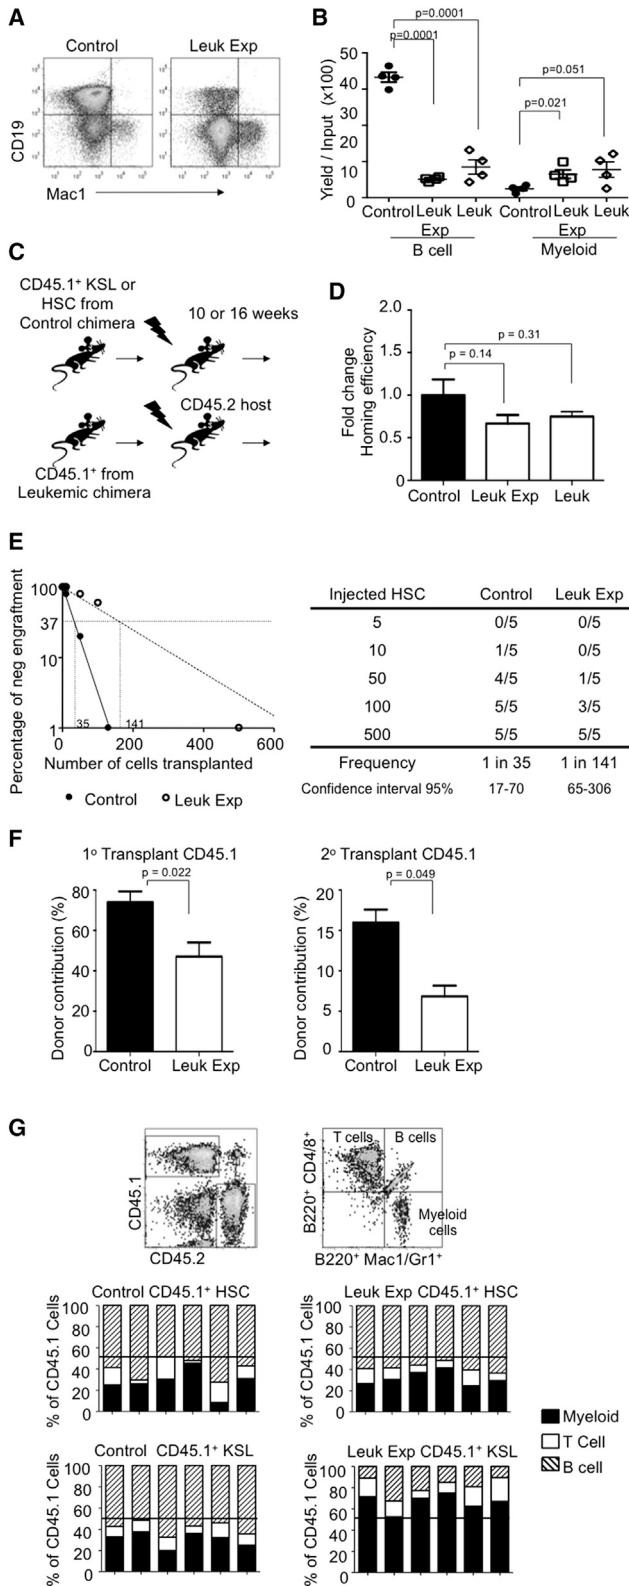 A
Control
Leuk Exp
CD19
Mac1
B
p=0.0001
p=0.0001
p=0.051
p=0.021
Yield / Input (x100)
50
40
30
20
10
0
Control Leuk Leuk
Exp
B cell
Control Leuk Leuk
Exp
Myeloid
C
CD45.1⁺ KSL or
HSC from
Control chimera
10 or 16 weeks
CD45.2 host
CD45.1⁺ from
Leukemic chimera
D
Fold change
Homing efficiency
2.0
1.5
1.0
0.5
0
p = 0.31
p = 0.14
Control Leuk Exp Leuk
E
Percentage of neg engraftment
100
37
10
1
35
141
0 200 400 600
Number of cells transplanted
Control
Leuk Exp
Injected HSC Control Leuk Exp
5 0/5 0/5
10 1/5 0/5
50 4/5 1/5
100 5/5 3/5
500 5/5 5/5
Frequency 1 in 35 1 in 141
Confidence interval 95% 17-70 65-306
F
1º Transplant CD45.1
p = 0.022
Donor contribution (%)
80
60
40
20
0
Control Leuk Exp
2º Transplant CD45.1
p = 0.049
Donor contribution (%)
20
15
10
5
0
Control Leuk Exp
G
CD45.1
CD45.2
B220⁺ CD4/8⁺
T cells
B cells
Myeloid
cells
B220⁺ Mac1/Gr1⁺
Control CD45.1⁺ HSC
% of CD45.1 Cells
100
80
60
40
20
0
Leuk Exp CD45.1⁺ HSC
% of CD45.1 Cells
100
80
60
40
20
0
Control CD45.1⁺ KSL
% of CD45.1 Cells
100
80
60
40
20
0
Leuk Exp CD45.1⁺ KSL
% of CD45.1 Cells
100
80
60
40
20
0
Myeloid
T Cell
B cell